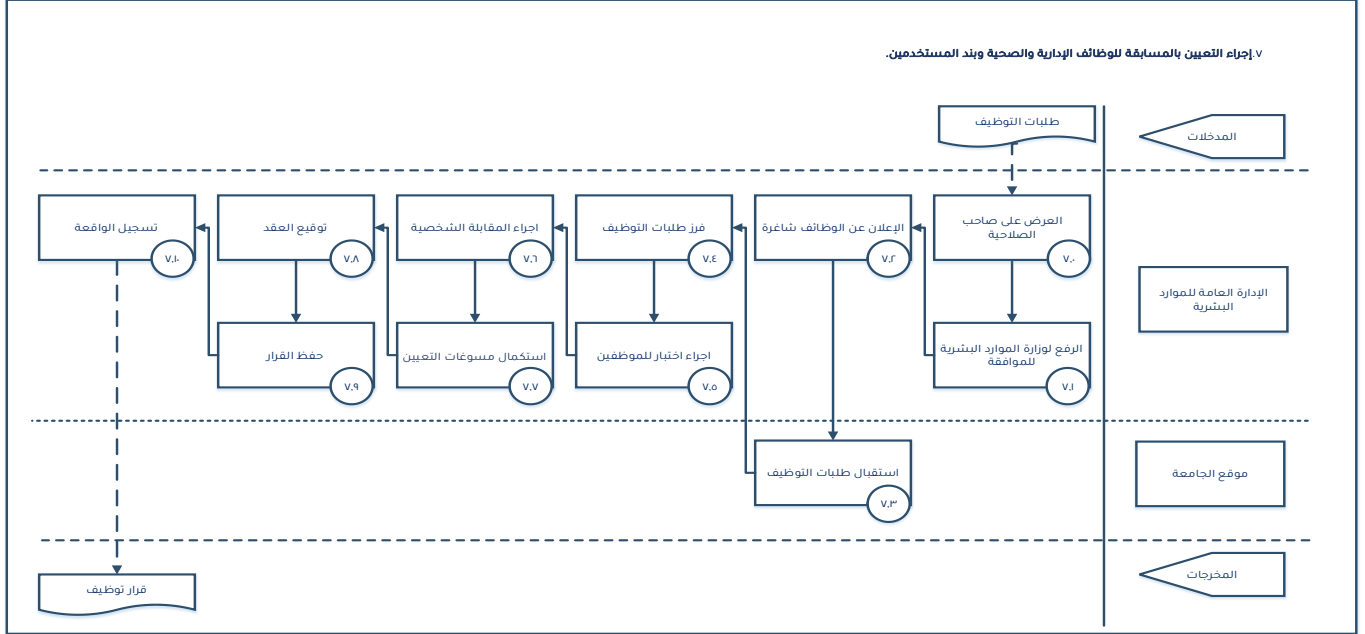 ٧.إجراء التعيين بالمسابقة للوظائف الإدارية والصحية وبند المستخدمين.
المدخلات
طلبات التوظيف
الإدارة العامة للموارد
البشرية
العرض على صاحب
الصلاحية
٧.٠
الرفع لوزارة الموارد البشرية
للموافقة
٧.١
الإعلان عن الوظائف شاغرة
٧.٢
فرز طلبات التوظيف
٧.٤
اجراء اختبار للموظفين
٧.٥
اجراء المقابلة الشخصية
٧.٦
استكمال مسوغات التعيين
٧.٧
توقيع العقد
٧.٨
حفظ القرار
٧.٩
تسجيل الواقعة
٧.١٠
موقع الجامعة
استقبال طلبات التوظيف
٧.٣
المخرجات
قرار توظيف